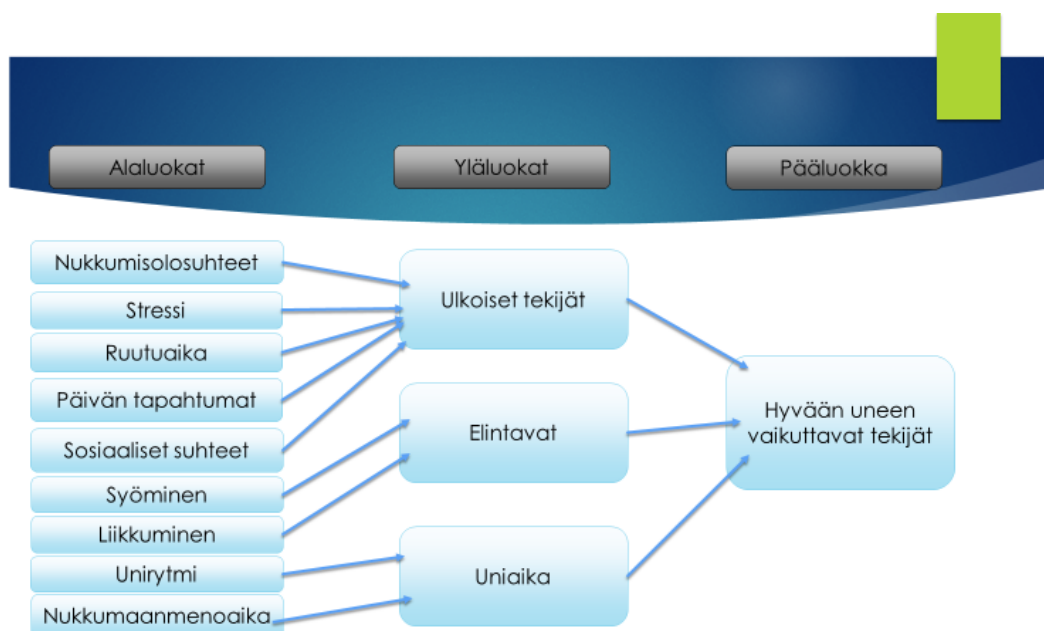 Alaluokat
Yläluokat
Pääluokka
Nukkumisolosuhteet
Stressi
Ruutuaika
Päivän tapahtumat
Sosiaaliset suhteet
Syöminen
Liikkuminen
Unirytmi
Nukkumaanmenoaika
Ulkoiset tekijät
Elintavat
Uniaika
Hyvään uneen
vaikuttavat tekijät